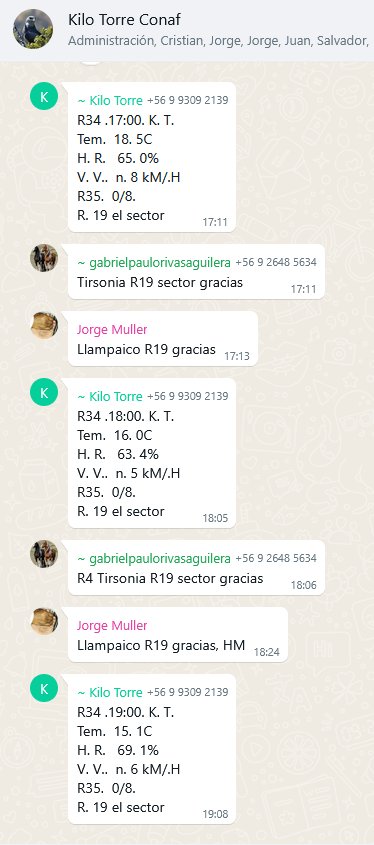 Kilo Torre Conaf
Administración, Cristian, Jorge, Jorge, Juan, Salvador,
K
~ Kilo Torre +56 9 9309 2139
R34 .17:00. K. T.
Tem. 18. 5C
H. R. 65. 0%
V. V.. n. 8 kM/.H
R35. 0/8.
R. 19 el sector
17:11
~ gabrielpaulorivasaguilera +56 9 2648 5634
Tirsonia R19 sector gracias
17:11
Jorge Muller
Llampaico R19 gracias
17:13
K
~ Kilo Torre +56 9 9309 2139
R34 .18:00. K. T.
Tem. 16. 0C
H. R. 63. 4%
V. V.. n. 5 kM/.H
R35. 0/8.
R. 19 el sector
18:05
~ gabrielpaulorivasaguilera +56 9 2648 5634
R4 Tirsonia R19 sector gracias
18:06
Jorge Muller
Llampaico R19 gracias, HM
18:24
K
~ Kilo Torre +56 9 9309 2139
R34 .19:00. K. T.
Tem. 15. 1C
H. R. 69. 1%
V. V.. n. 6 kM/.H
R35. 0/8.
R. 19 el sector
19:08